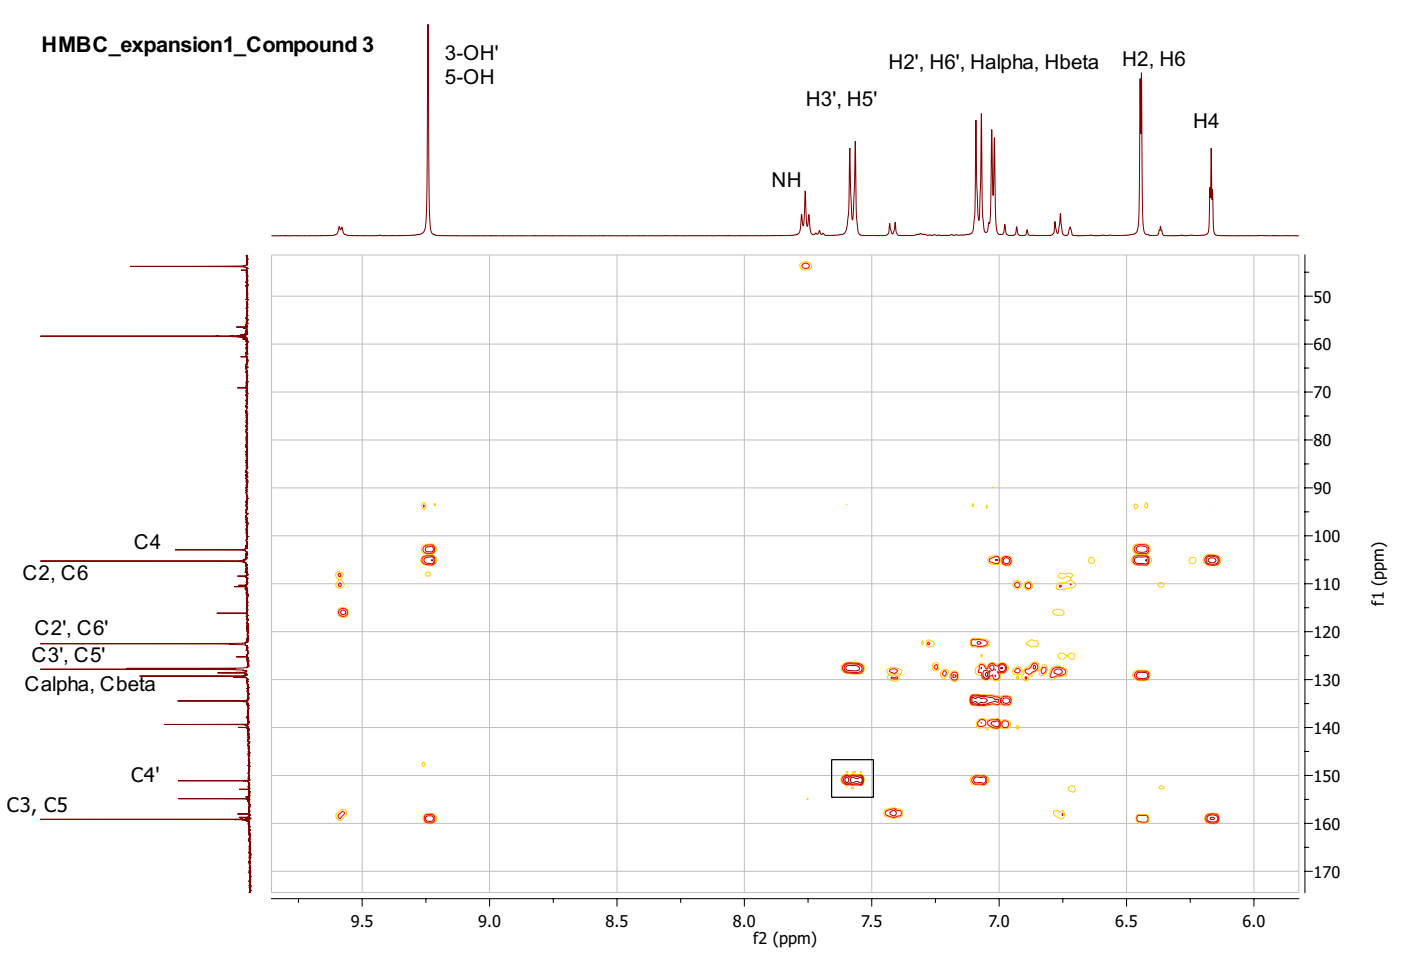 HMBC_expansion1_Compound 3
3-OH'
5-OH
NH
H3', H5'
H2', H6', Halpha, Hbeta
H2, H6
H4
C4
C2, C6
C2', C6'
C3', C5'
Calpha, Cbeta
C4'
C3, C5
50
60
70
80
90
100
110
120
130
140
150
160
170
f1 (ppm)
9.5 9.0 8.5 8.0 7.5 7.0 6.5 6.0
f2 (ppm)